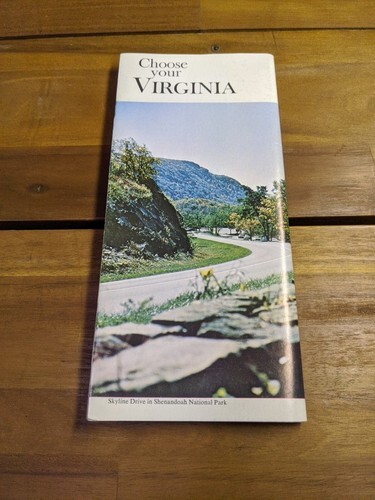 Choose
your
VIRGINIA
Skyline Drive in Shenandoah National Park